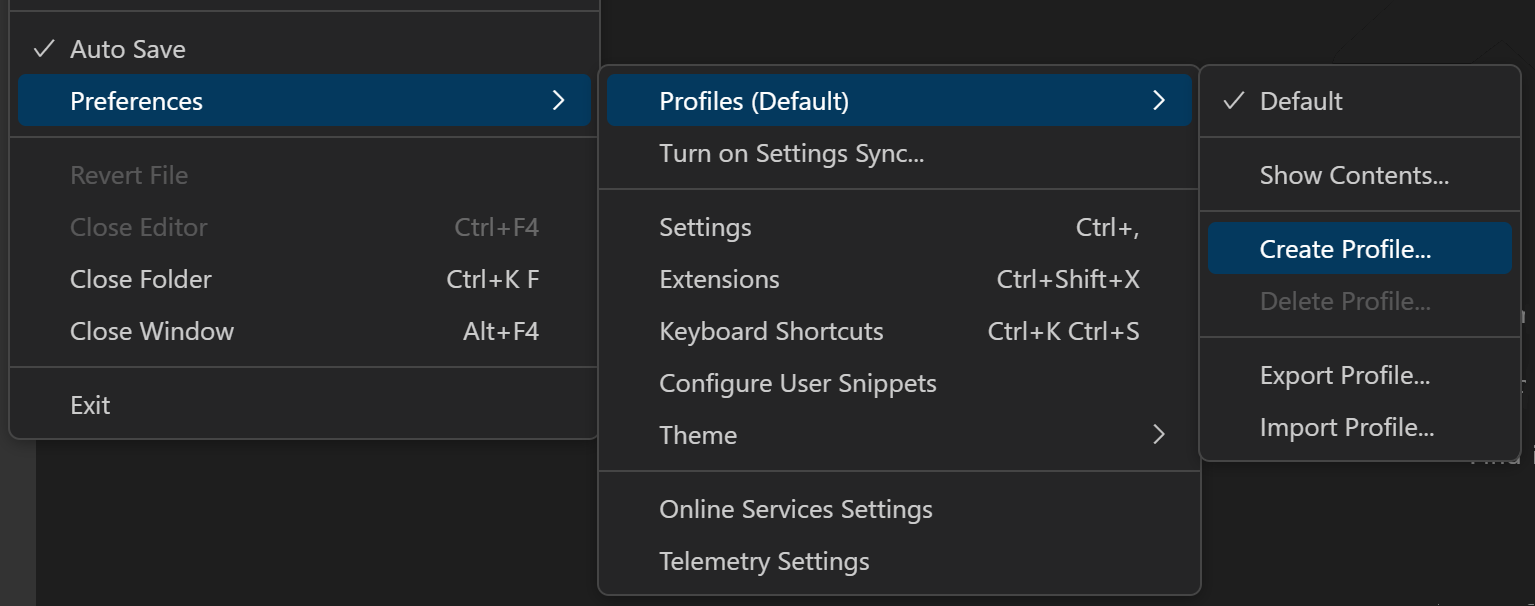 Auto Save
Preferences
Revert File
Close Editor Ctrl+F4
Close Folder Ctrl+K F
Close Window Alt+F4
Exit
Profiles (Default)
Turn on Settings Sync...
Settings Ctrl+,
Extensions Ctrl+Shift+X
Keyboard Shortcuts Ctrl+K Ctrl+S
Configure User Snippets
Theme
Online Services Settings
Telemetry Settings
Default
Show Contents...
Create Profile...
Delete Profile...
Export Profile...
Import Profile...